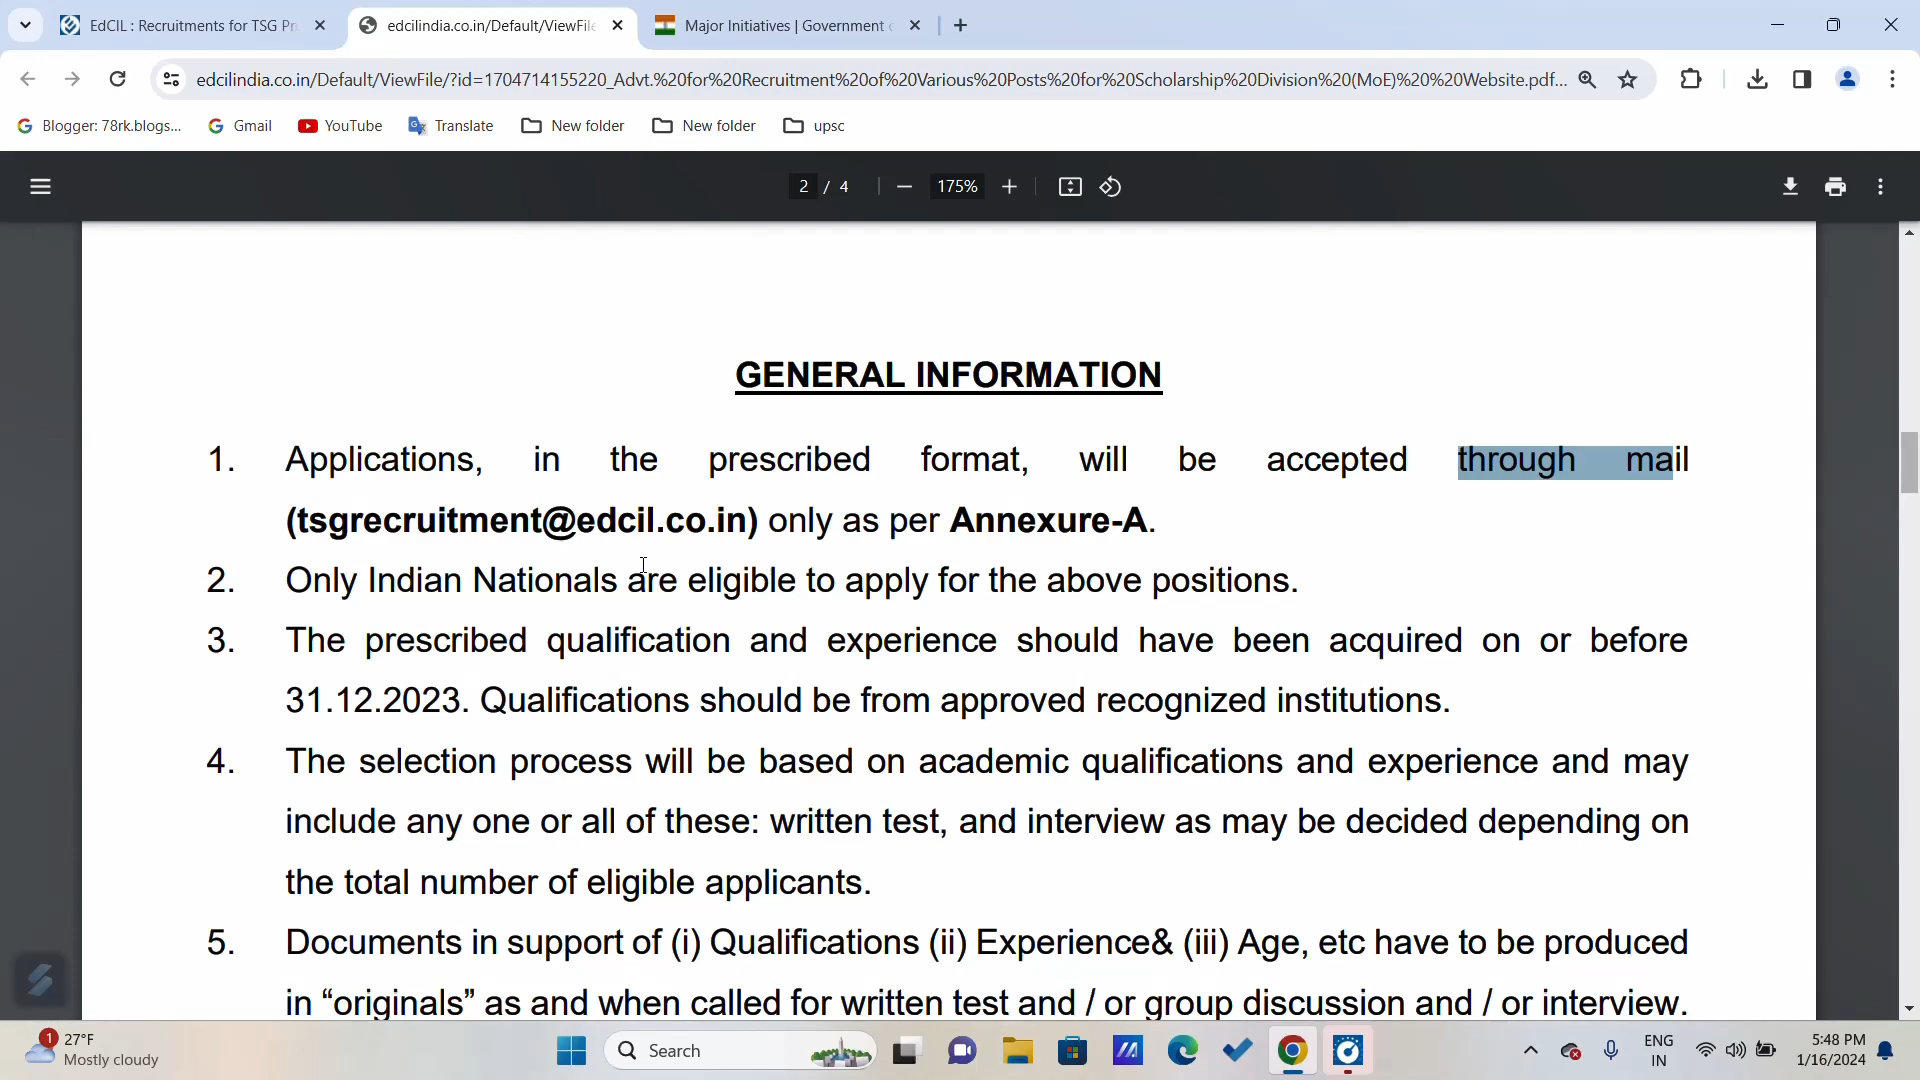 EdCIL : Recruitments for TSG Pr
edcilindia.co.in/Default/ViewFile
Major Initiatives | Government o
edcilindia.co.in/Default/ViewFile/?id=1704714155220_Advt.%20for%20Recruitment%20of%20Various%20Posts%20for%20Scholarship%20Division%20(MoE)%20%20Website.pdf...
Blogger: 78rk.blogs...
Gmail
YouTube
Translate
New folder
New folder
upsc
2 / 4
175%
GENERAL INFORMATION
1. Applications, in the prescribed format, will be accepted through mail
(tsgrecruitment@edcil.co.in) only as per Annexure-A.
2. Only Indian Nationals are eligible to apply for the above positions.
3. The prescribed qualification and experience should have been acquired on or before
31.12.2023. Qualifications should be from approved recognized institutions.
4. The selection process will be based on academic qualifications and experience and may
include any one or all of these: written test, and interview as may be decided depending on
the total number of eligible applicants.
5. Documents in support of (i) Qualifications (ii) Experience& (iii) Age, etc have to be produced
in “originals” as and when called for written test and / or group discussion and / or interview.
1
27°F
Mostly cloudy
Search
ENG
IN
5:48 PM
1/16/2024